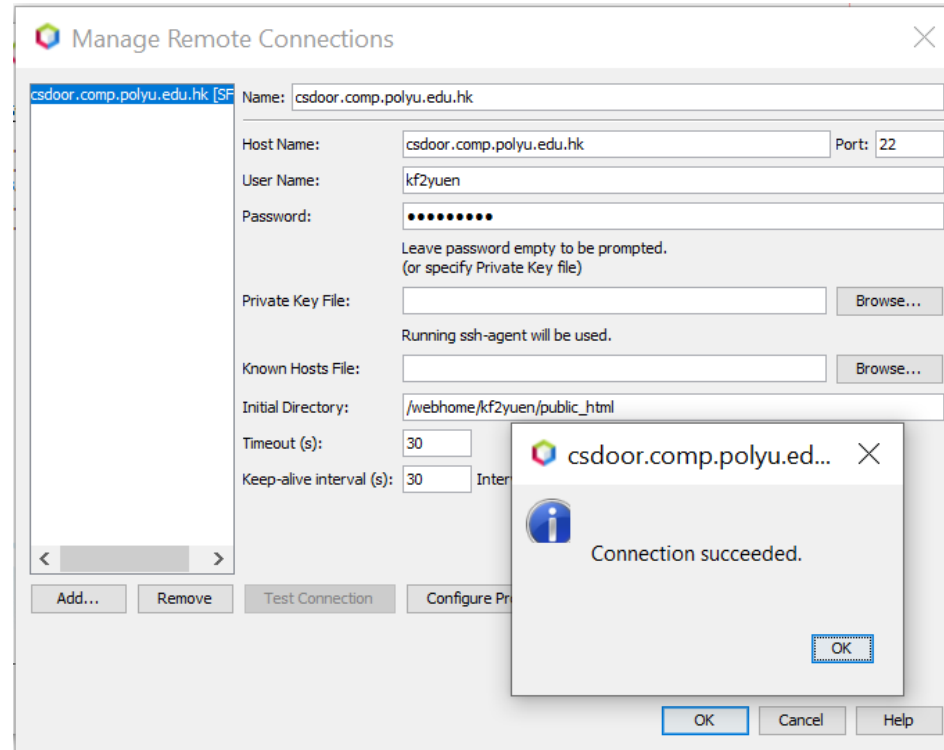 Manage Remote Connections
csdoor.comp.polyu.edu.hk [SF
Name: csdoor.comp.polyu.edu.hk
Host Name: csdoor.comp.polyu.edu.hk Port: 22
User Name: kf2yuen
Password: ●●●●●●●●●
Leave password empty to be prompted.
(or specify Private Key file)
Private Key File: Browse...
Running ssh-agent will be used.
Known Hosts File: Browse...
Initial Directory: /webhome/kf2yuen/public_html
Timeout (s): 30
Keep-alive interval (s): 30 Inter
csdoor.comp.polyu.ed...
Connection succeeded.
OK
Add... Remove Test Connection Configure Pr
OK Cancel Help